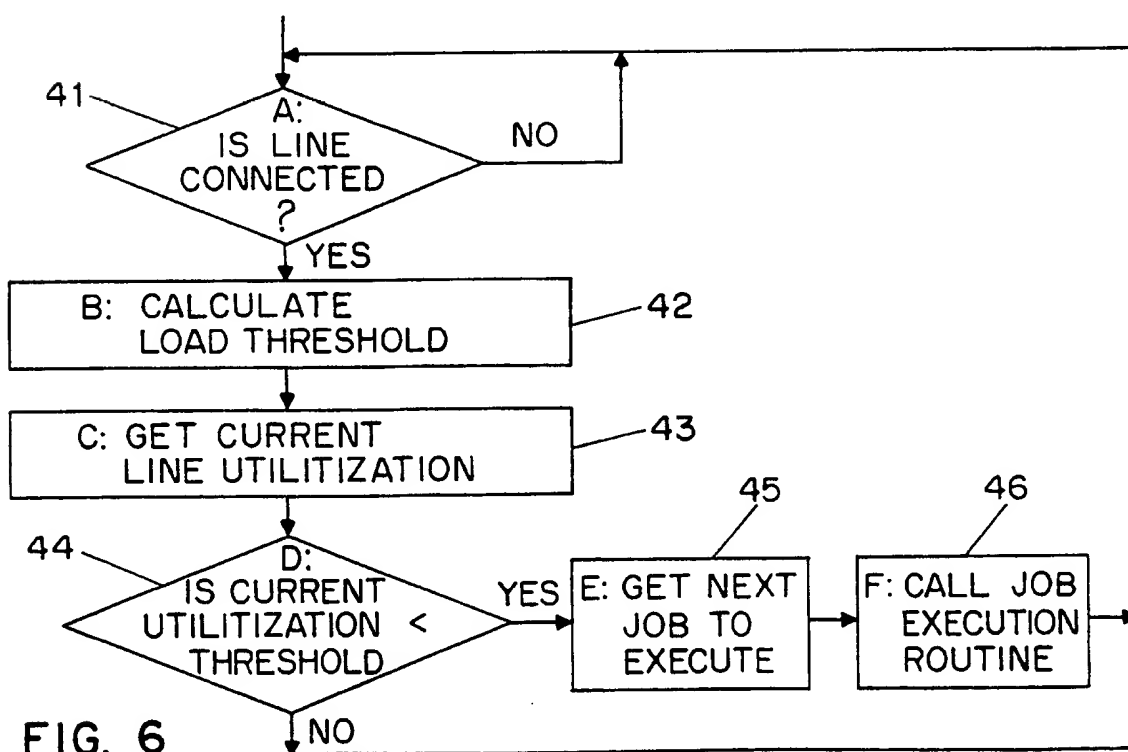 41
A:
IS LINE
CONNECTED
?
NO
YES
B: CALCULATE
LOAD THRESHOLD
42
C: GET CURRENT
LINE UTILITIZATION
43
44
D:
IS CURRENT
UTILITIZATION <
THRESHOLD
YES
45
E: GET NEXT
JOB TO
EXECUTE
46
F: CALL JOB
EXECUTION
ROUTINE
NO
FIG. 6